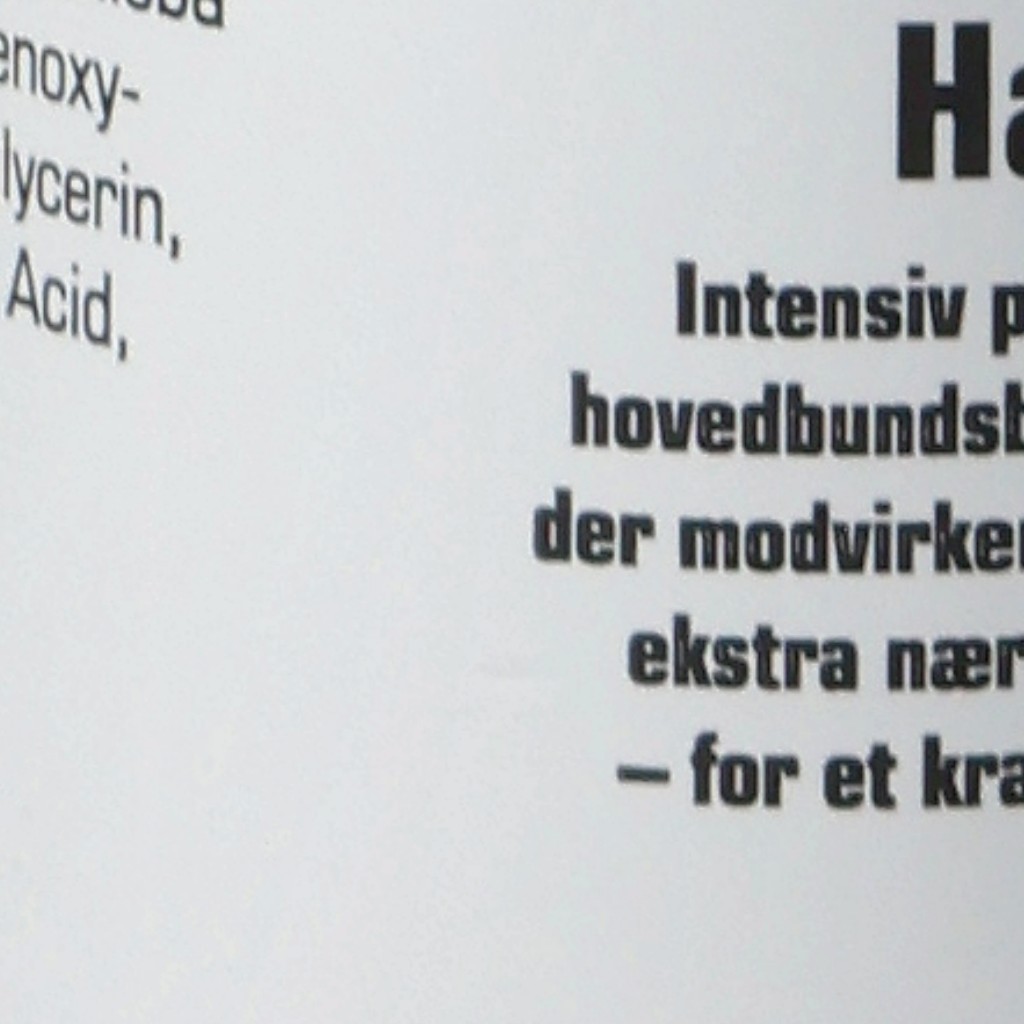 enoxy-
lycerin,
Acid,
Ha
Intensiv p
hovedbundsb
der modvirker
ekstra nær
– for et kra